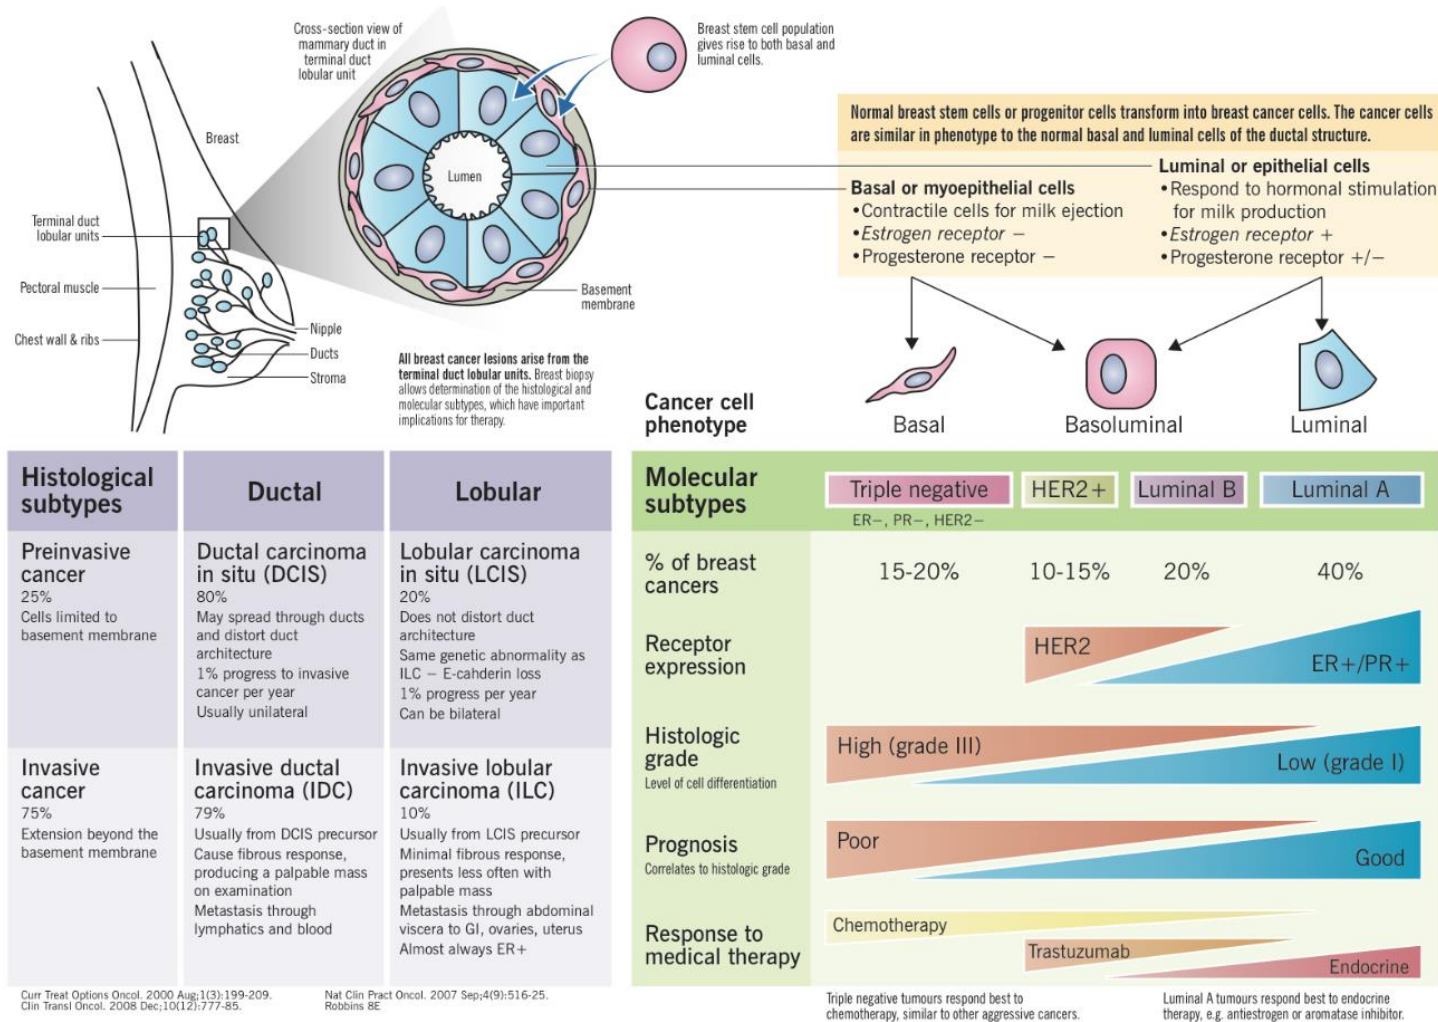 Cross-section view of
mammary duct in
terminal duct
lobular unit
Breast stem cell population
gives rise to both basal and
luminal cells.
Breast
Lumen
Terminal duct
lobular units
Pectoral muscle
Chest wall & ribs
Nipple
Ducts
Stroma
Basement
membrane
All breast cancer lesions arise from the
terminal duct lobular units. Breast biopsy
allows determination of the histological and
molecular subtypes, which have important
implications for therapy.
Normal breast stem cells or progenitor cells transform into breast cancer cells. The cancer cells
are similar in phenotype to the normal basal and luminal cells of the ductal structure.
Basal or myoepithelial cells
• Contractile cells for milk ejection
• Estrogen receptor −
• Progesterone receptor −
Luminal or epithelial cells
• Respond to hormonal stimulation
for milk production
• Estrogen receptor +
• Progesterone receptor +/−
Cancer cell
phenotype
Basal
Basoluminal
Luminal
Histological
subtypes
Ductal
Lobular
Preinvasive
cancer
25%
Cells limited to
basement membrane
Ductal carcinoma
in situ (DCIS)
80%
May spread through ducts
and distort duct
architecture
1% progress to invasive
cancer per year
Usually unilateral
Lobular carcinoma
in situ (LCIS)
20%
Does not distort duct
architecture
Same genetic abnormality as
ILC − E-cahderin loss
1% progress per year
Can be bilateral
Invasive
cancer
75%
Extension beyond the
basement membrane
Invasive ductal
carcinoma (IDC)
79%
Usually from DCIS precursor
Cause fibrous response,
producing a palpable mass
on examination
Metastasis through
lymphatics and blood
Invasive lobular
carcinoma (ILC)
10%
Usually from LCIS precursor
Minimal fibrous response,
presents less often with
palpable mass
Metastasis through abdominal
viscera to GI, ovaries, uterus
Almost always ER+
Curr Treat Options Oncol. 2000 Aug;1(3):199-209.
Clin Transl Oncol. 2008 Dec;10(12):777-85.
Nat Clin Pract Oncol. 2007 Sep;4(9):516-25.
Robbins 8E
Molecular
subtypes
Triple negative
ER−, PR−, HER2−
HER2+
Luminal B
Luminal A
% of breast
cancers
15-20%
10-15%
20%
40%
Receptor
expression
HER2
ER+/PR+
Histologic
grade
Level of cell differentiation
High (grade III)
Low (grade I)
Prognosis
Correlates to histologic grade
Poor
Good
Response to
medical therapy
Chemotherapy
Trastuzumab
Endocrine
Triple negative tumours respond best to
chemotherapy, similar to other aggressive cancers.
Luminal A tumours respond best to endocrine
therapy, e.g. antiestrogen or aromatase inhibitor.